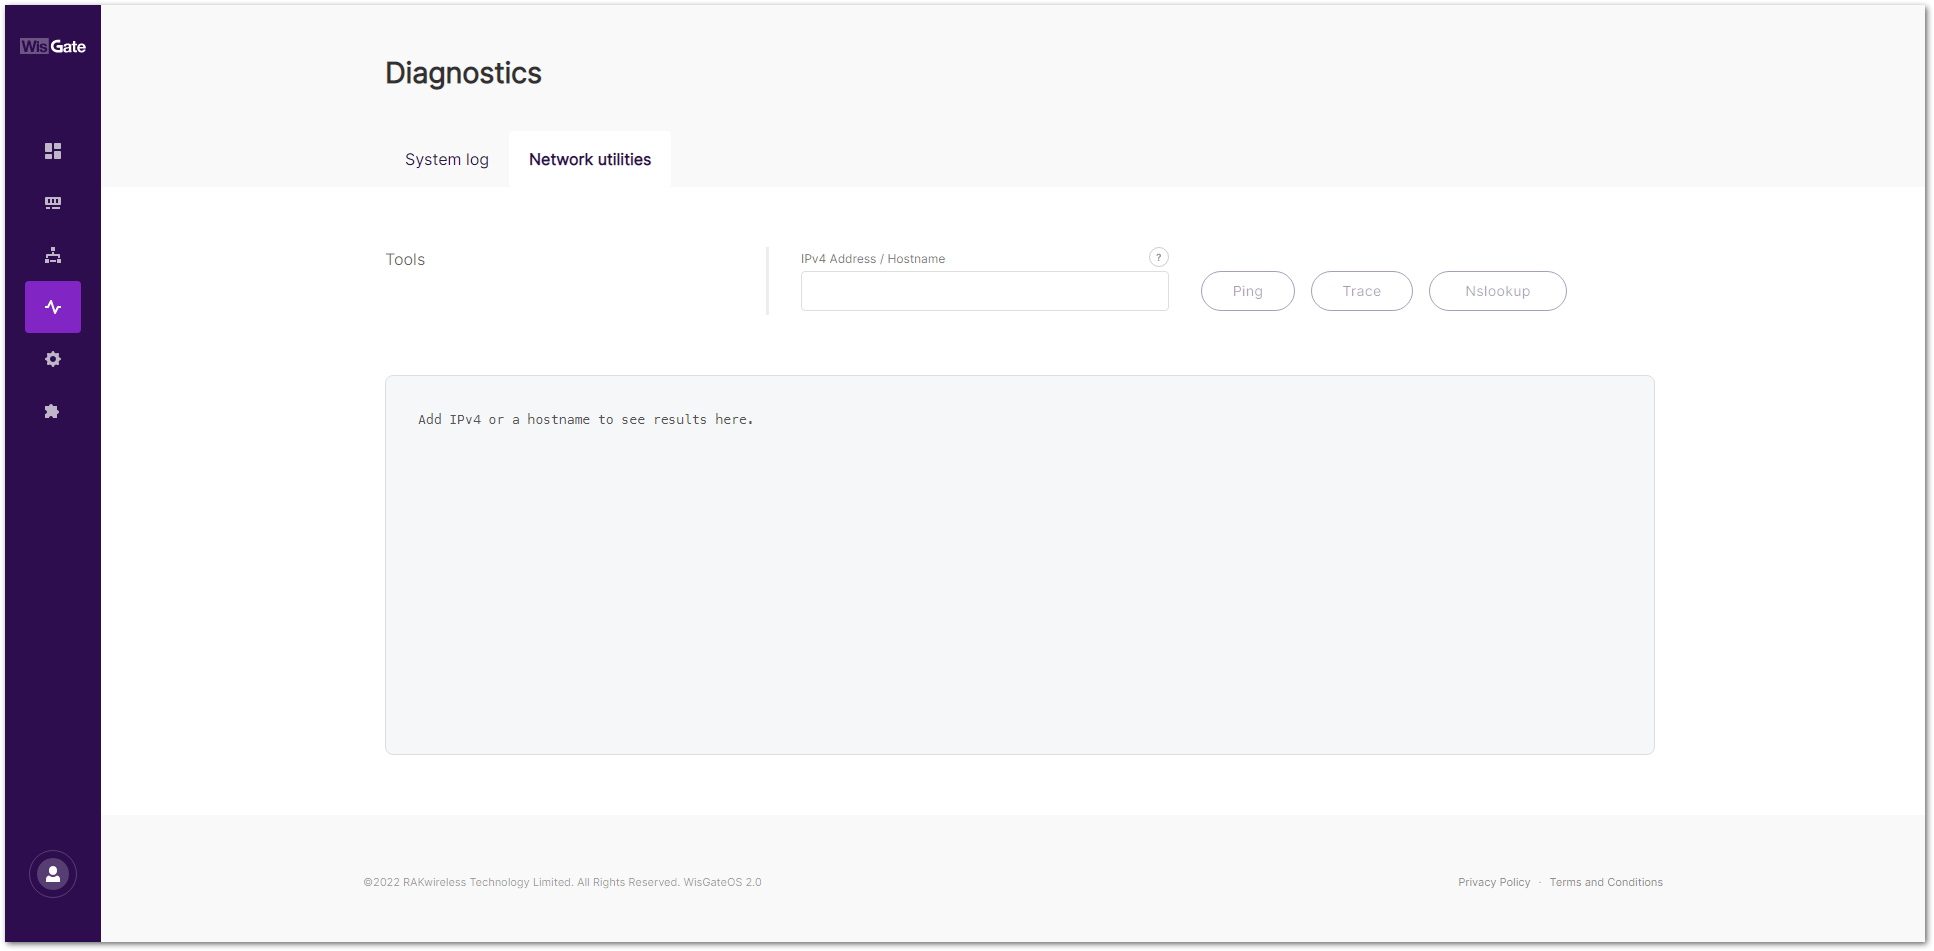 WisGate
Diagnostics
System log
Network utilities
Tools
IPv4 Address / Hostname
?
Ping
Trace
Nslookup
Add IPv4 or a hostname to see results here.
©2022 RAKwireless Technology Limited. All Rights Reserved. WisGateOS 2.0
Privacy Policy · Terms and Conditions